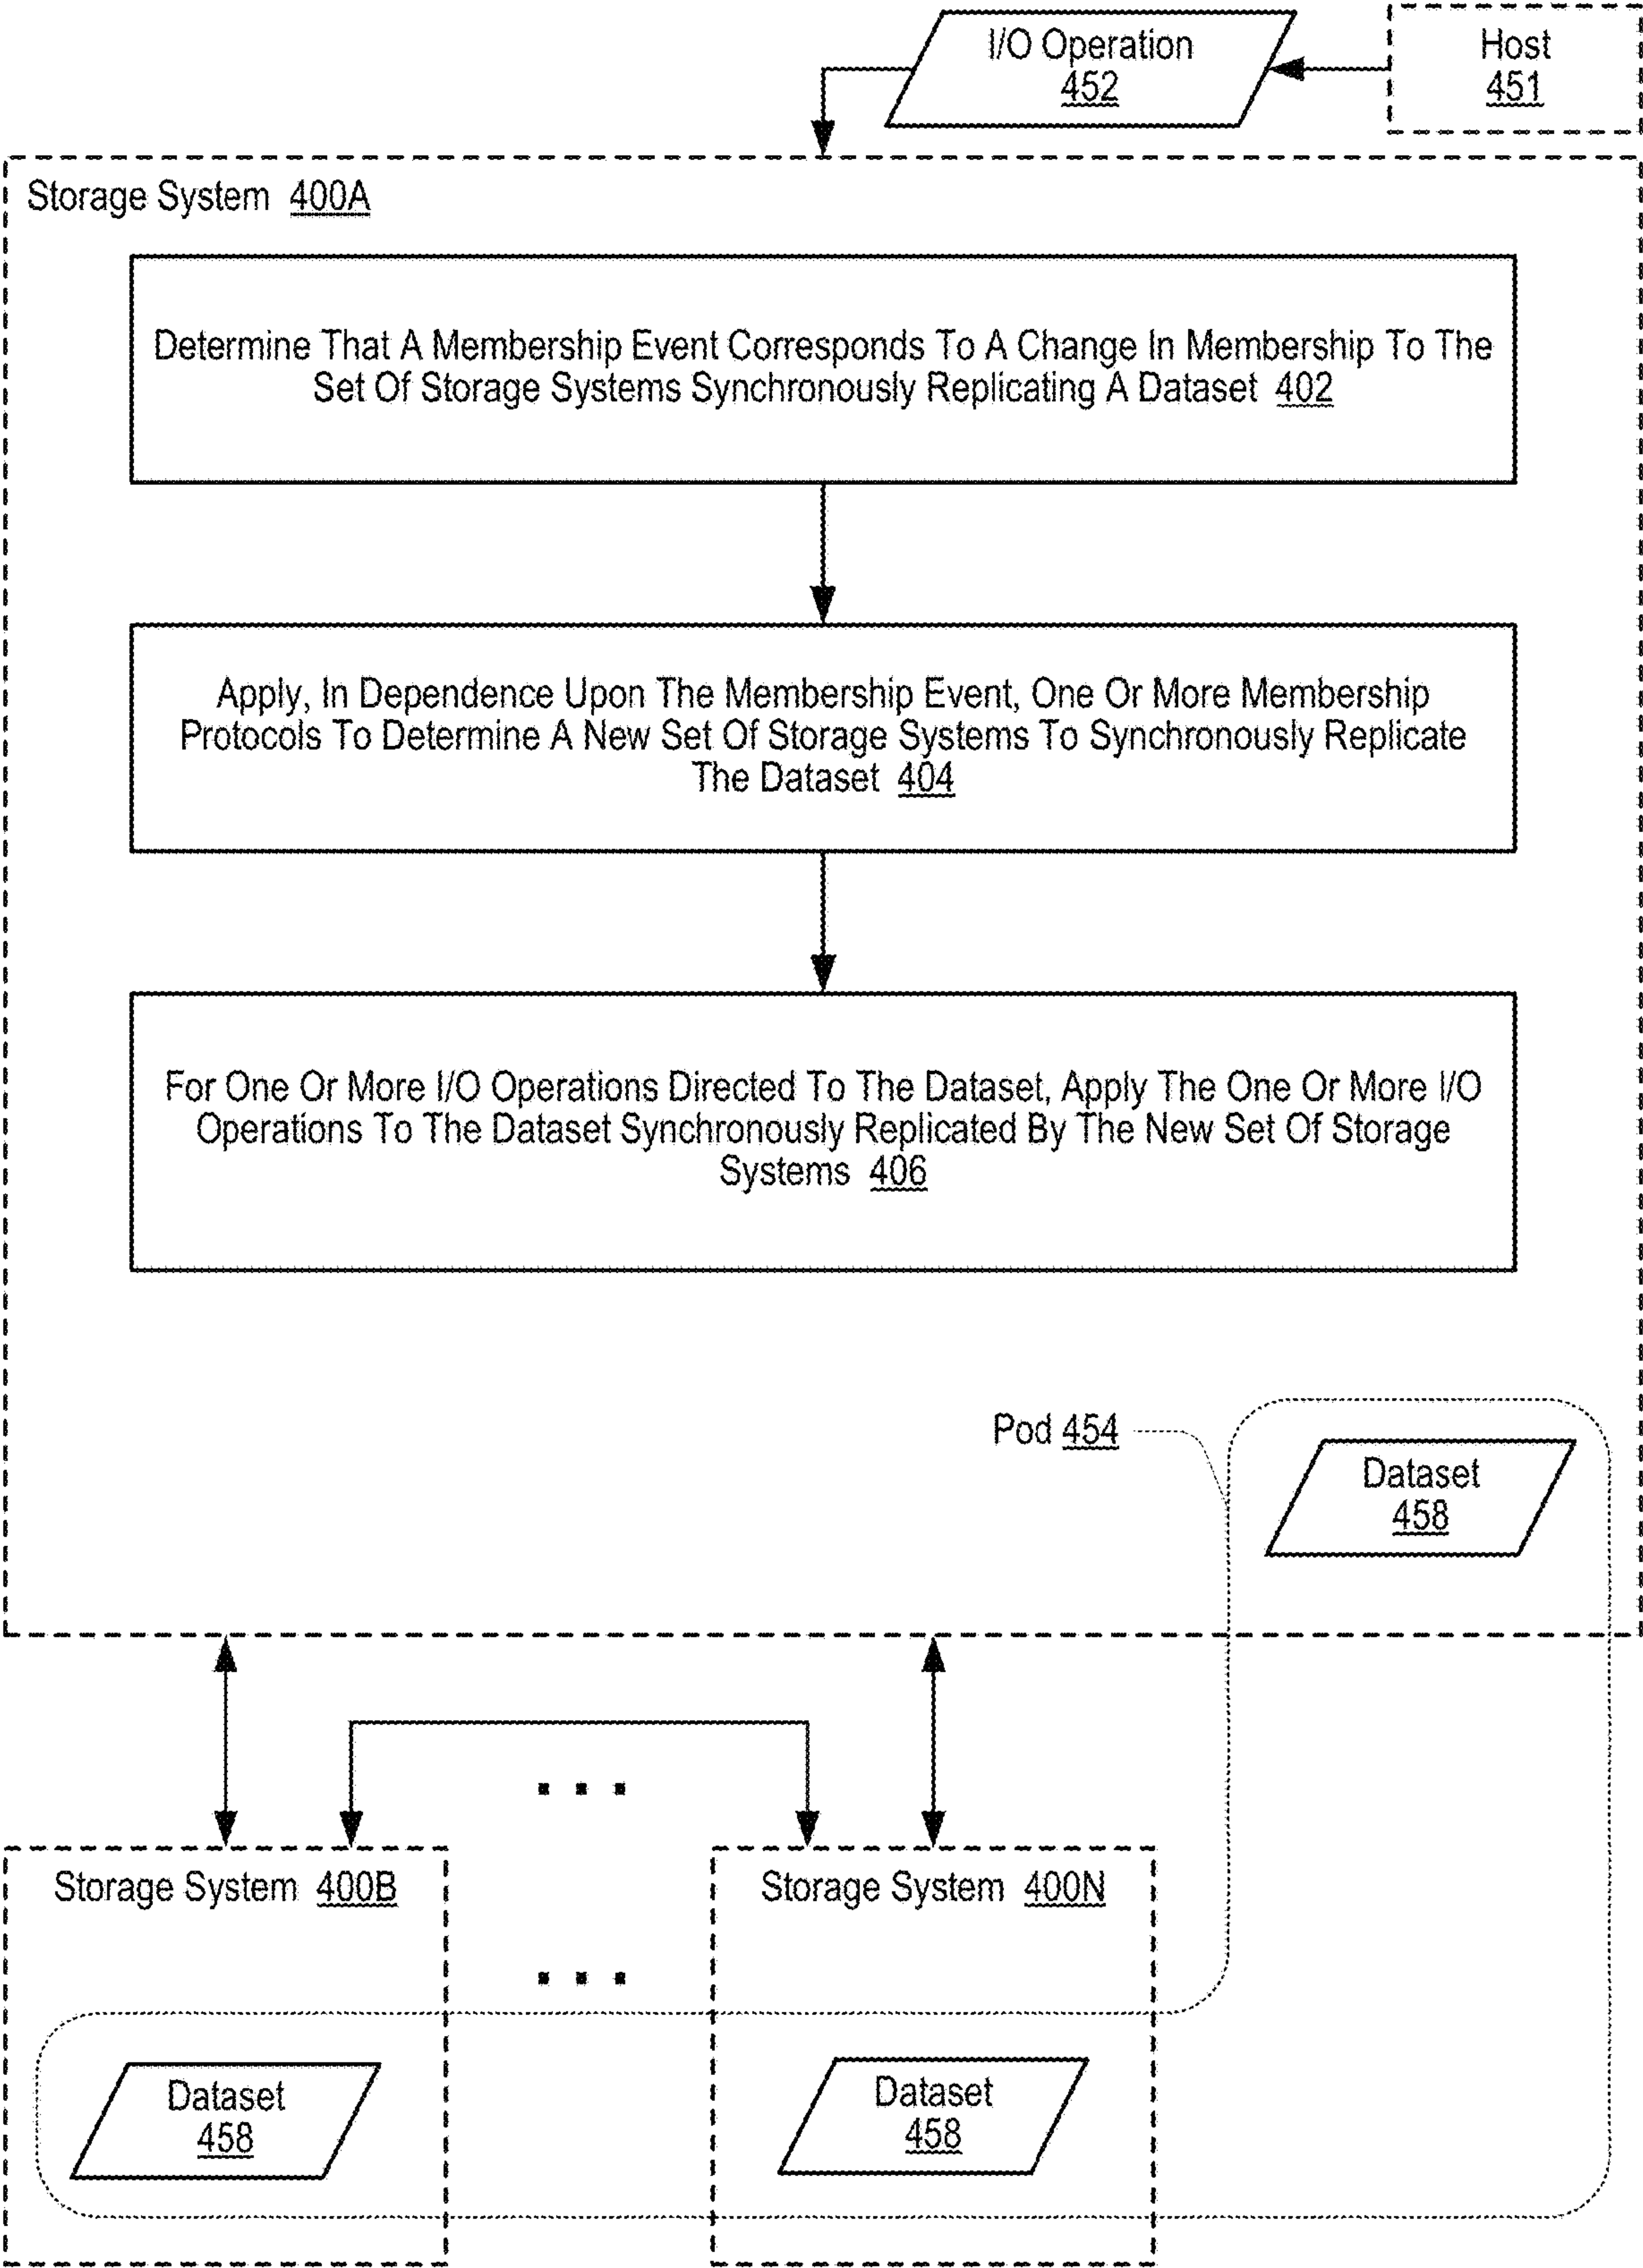 I/O Operation
452
Host
451
Storage System 400A
Determine That A Membership Event Corresponds To A Change In Membership To The
Set Of Storage Systems Synchronously Replicating A Dataset 402
Apply, In Dependence Upon The Membership Event, One Or More Membership
Protocols To Determine A New Set Of Storage Systems To Synchronously Replicate
The Dataset 404
For One Or More I/O Operations Directed To The Dataset, Apply The One Or More I/O
Operations To The Dataset Synchronously Replicated By The New Set Of Storage
Systems 406
Pod 454
Dataset
458
. . .
Storage System 400B
Storage System 400N
. . .
Dataset
458
Dataset
458